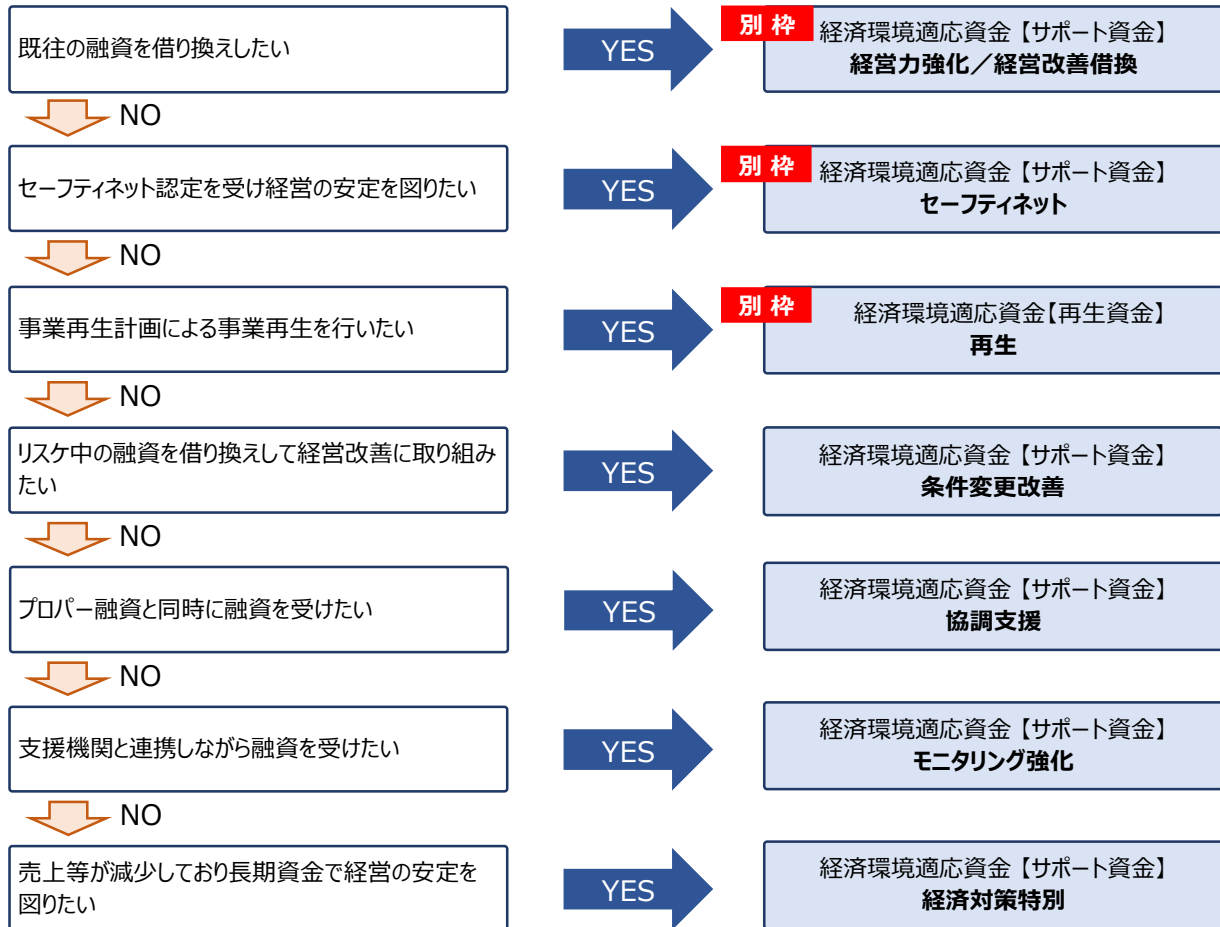 既往の融資を借り換えしたい
YES
別 枠
経済環境適応資金【サポート資金】
経営力強化／経営改善借換
NO
セーフティネット認定を受け経営の安定を図りたい
YES
別 枠
経済環境適応資金【サポート資金】
セーフティネット
NO
事業再生計画による事業再生を行いたい
YES
別 枠
経済環境適応資金【再生資金】
再生
NO
リスケ中の融資を借り換えして経営改善に取り組み
たい
YES
経済環境適応資金【サポート資金】
条件変更改善
NO
プロパー融資と同時に融資を受けたい
YES
経済環境適応資金【サポート資金】
協調支援
NO
支援機関と連携しながら融資を受けたい
YES
経済環境適応資金【サポート資金】
モニタリング強化
NO
売上等が減少しており長期資金で経営の安定を
図りたい
YES
経済環境適応資金【サポート資金】
経済対策特別